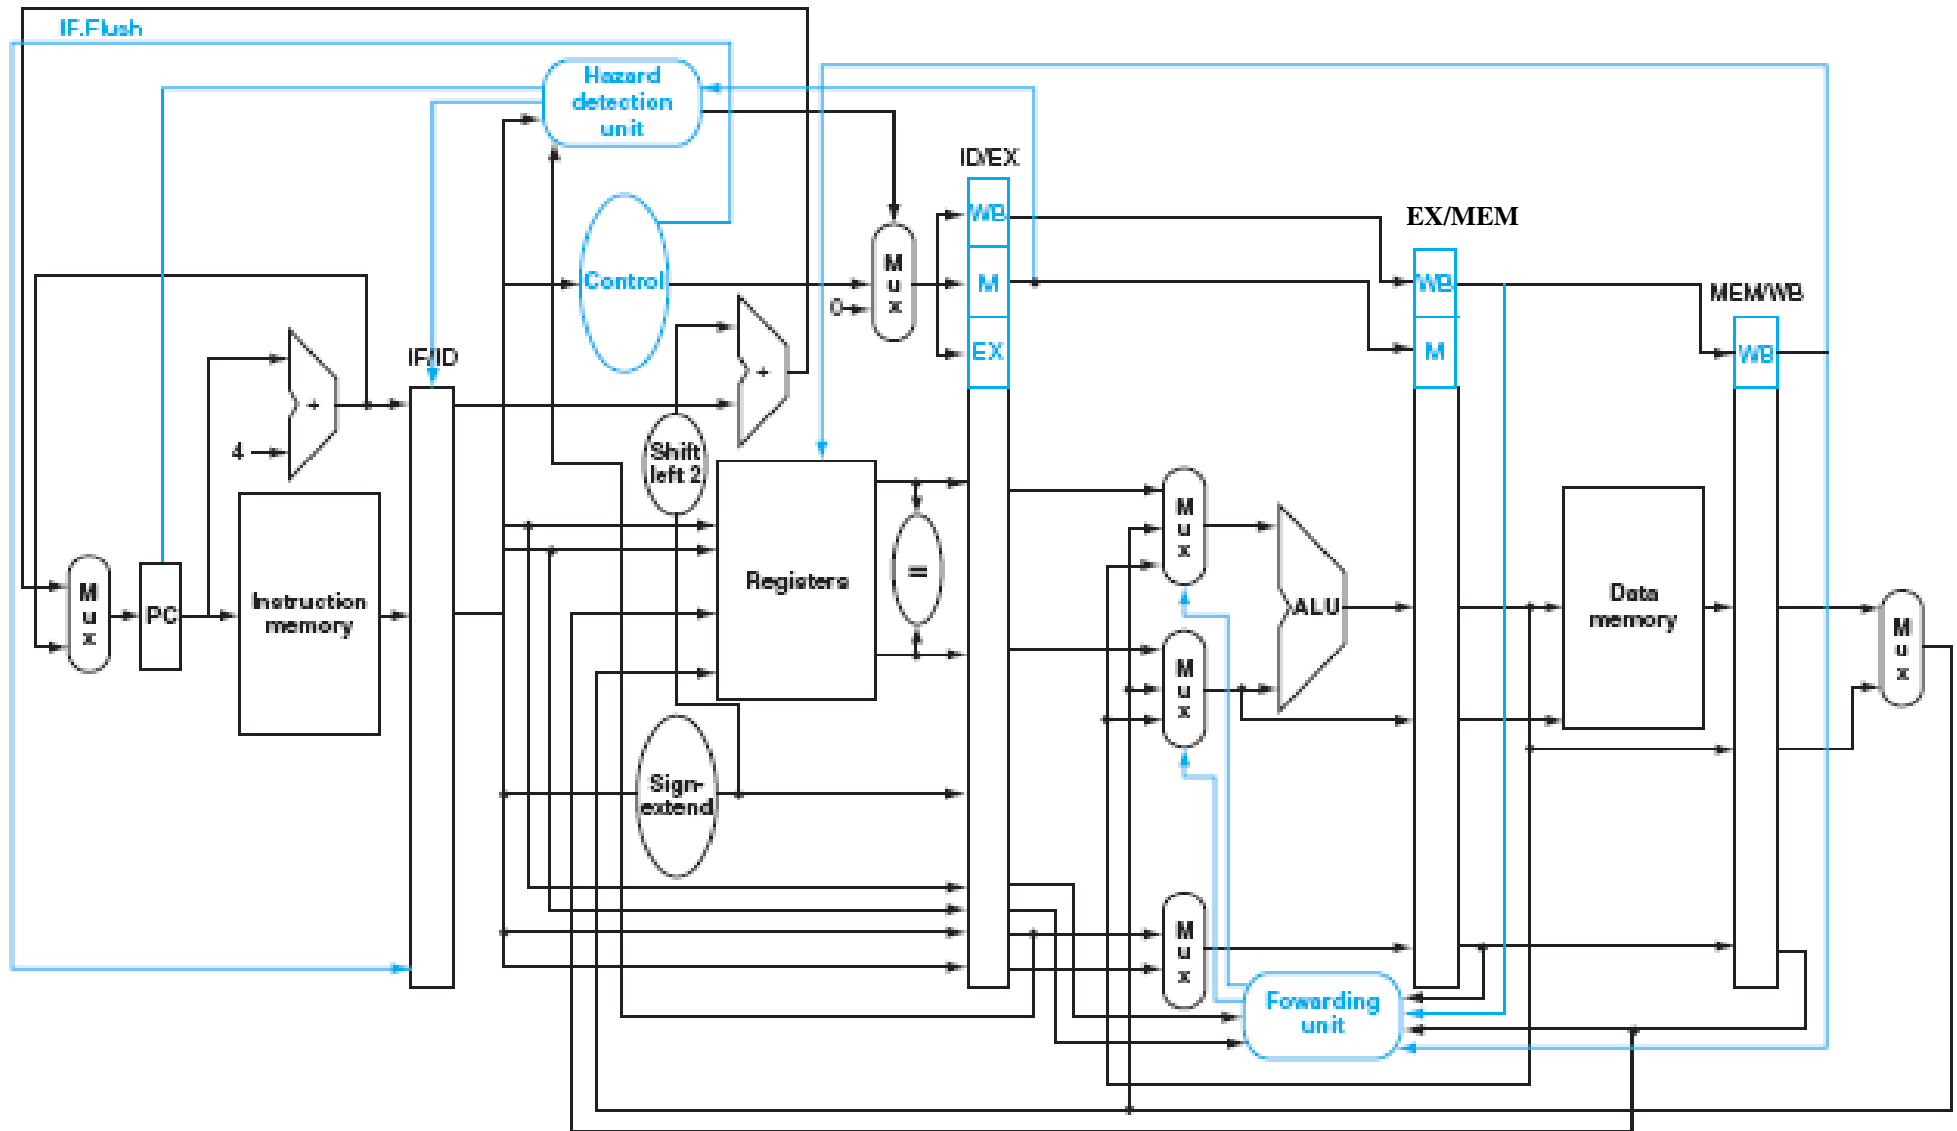 IF.Flush
Hazard
detection
unit
ID/EX
WB
EX/MEM
M
u
x
Control
M
WB
MEM/WB
0
EX
M
WB
IF/ID
+
+
4
Shift
left 2
M
u
x
M
u
x
PC
Instruction
memory
Registers
=
ALU
Data
memory
M
u
x
M
u
x
Sign-
extend
M
u
x
Fowarding
unit